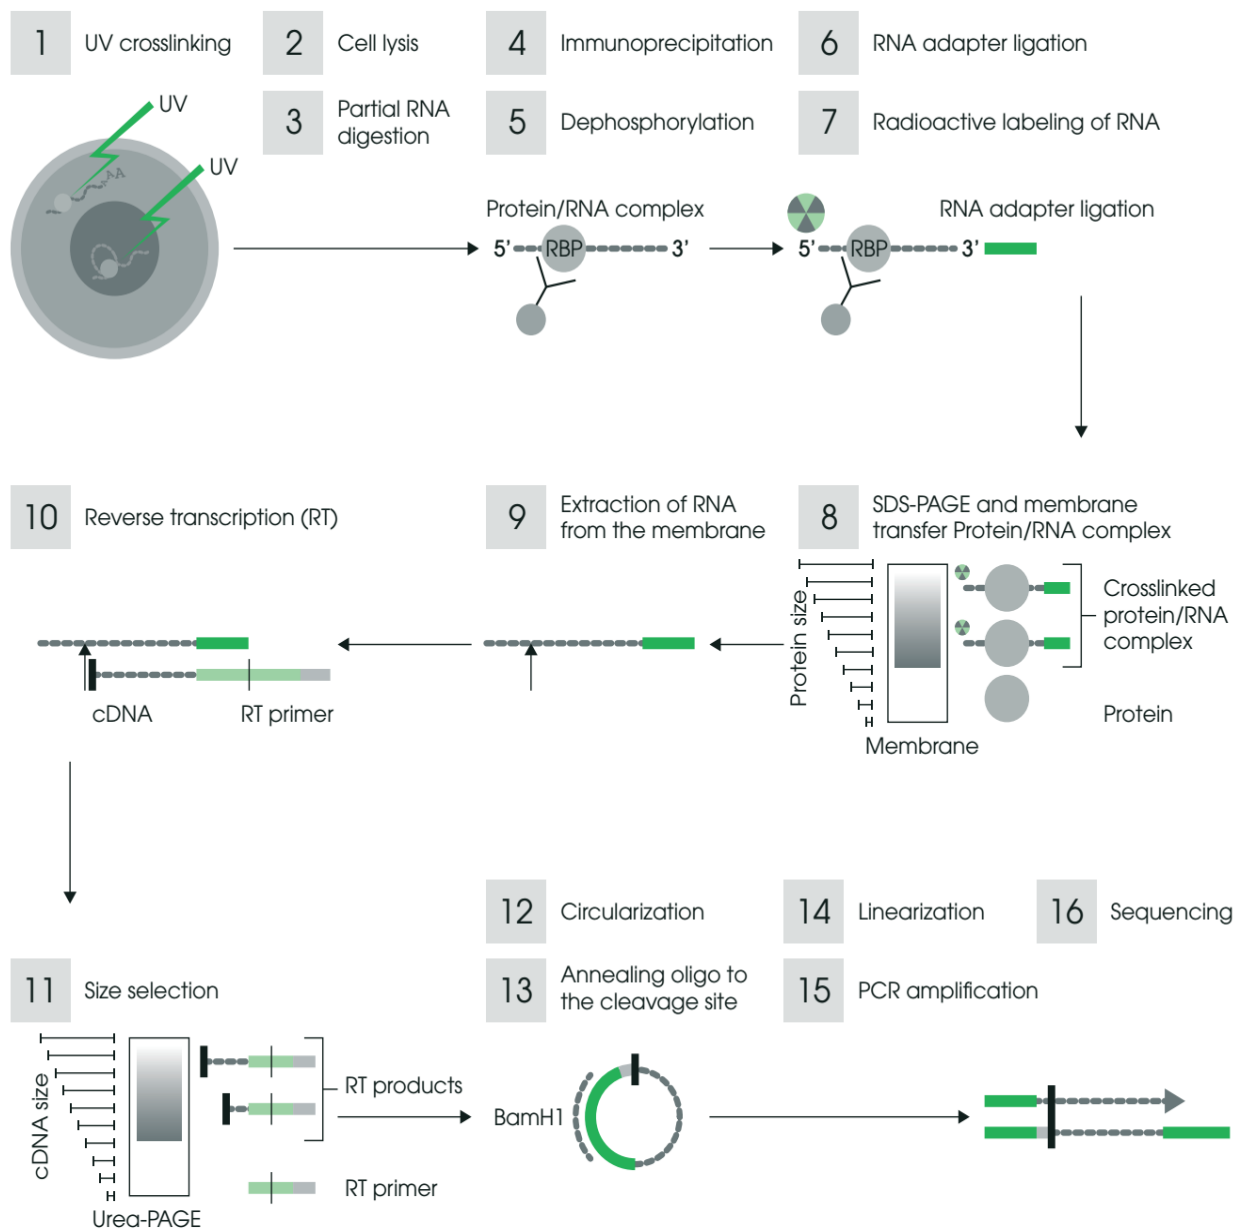 1 UV crosslinking
2 Cell lysis
3 Partial RNA
digestion
4 Immunoprecipitation
5 Dephosphorylation
6 RNA adapter ligation
7 Radioactive labeling of RNA
UV
UV
AA
Protein/RNA complex
5’ RBP 3’
RNA adapter ligation
5’ RBP 3’
10 Reverse transcription (RT)
cDNA
RT primer
9 Extraction of RNA
from the membrane
8 SDS-PAGE and membrane
transfer Protein/RNA complex
Protein size
Membrane
Crosslinked
protein/RNA
complex
Protein
11 Size selection
cDNA size
Urea-PAGE
RT products
RT primer
12 Circularization
13 Annealing oligo to
the cleavage site
BamH1
14 Linearization
15 PCR amplification
16 Sequencing